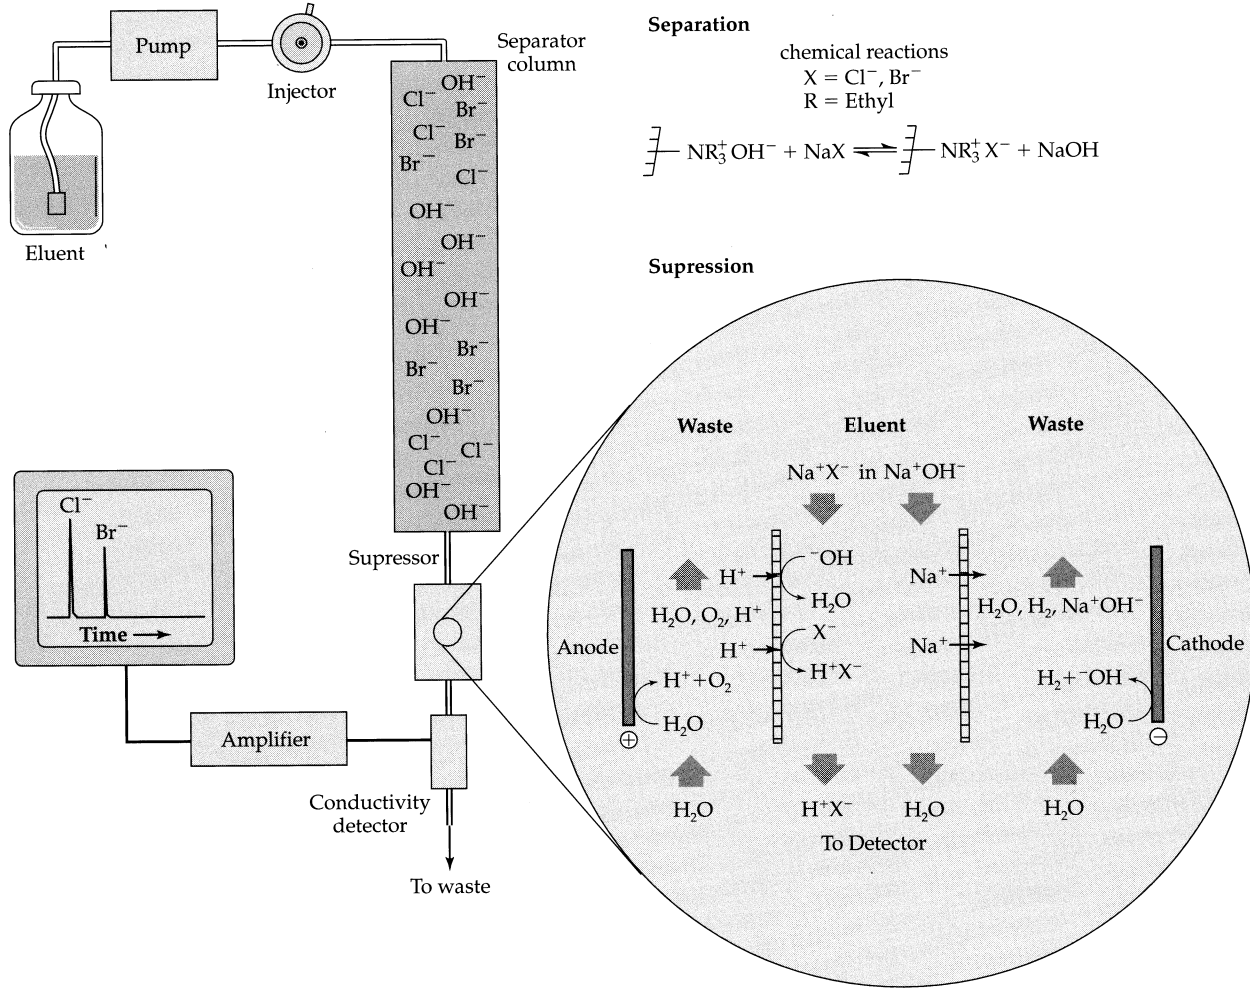 Pump
Injector
Eluent
Separator
column
OH⁻
Cl⁻
Br⁻
Cl⁻
Br⁻
Br⁻
Cl⁻
OH⁻
OH⁻
OH⁻
OH⁻
OH⁻
Br⁻
Br⁻
Br⁻
OH⁻
Cl⁻
Cl⁻
Cl⁻
OH⁻
OH⁻
Supressor
Cl⁻
Br⁻
Time
Amplifier
Conductivity
detector
To waste
Separation
chemical reactions
X = Cl⁻, Br⁻
R = Ethyl
NR₃⁺ OH⁻ + NaX ⇌ NR₃⁺ X⁻ + NaOH
Supression
Waste Eluent Waste
Na⁺X⁻ in Na⁺OH⁻
H⁺ ⁻OH Na⁺
H₂O
H₂O, O₂, H⁺ H₂O, H₂, Na⁺OH⁻
H⁺ X⁻ Na⁺
Anode Cathode
H⁺+O₂ H⁺X⁻ H₂+⁻OH
H₂O H₂O
+ −
H₂O H⁺X⁻ H₂O H₂O
To Detector